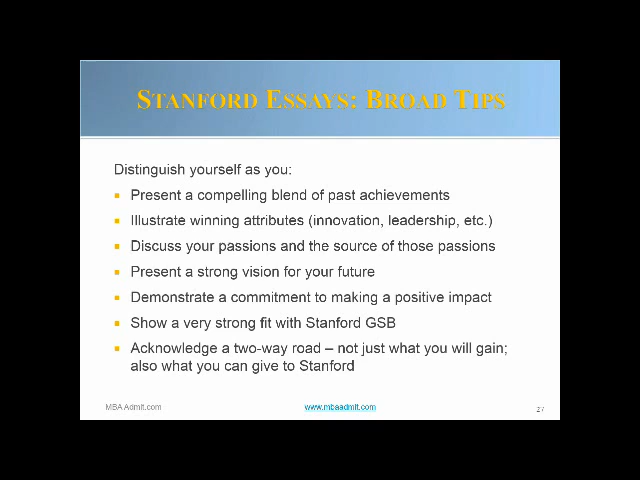 STANFORD ESSAYS: BROAD TIPS
Distinguish yourself as you:
Present a compelling blend of past achievements
Illustrate winning attributes (innovation, leadership, etc.)
Discuss your passions and the source of those passions
Present a strong vision for your future
Demonstrate a commitment to making a positive impact
Show a very strong fit with Stanford GSB
Acknowledge a two-way road – not just what you will gain;
also what you can give to Stanford
MBA Admit.com www.mbaadmit.com 27